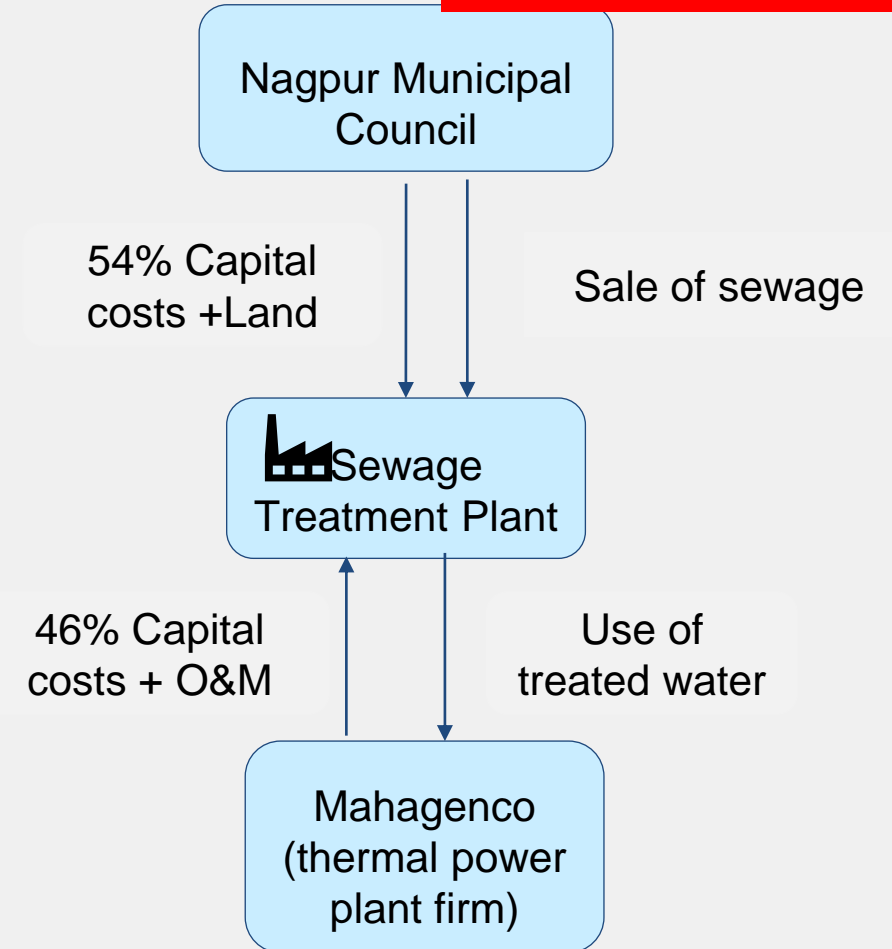 Nagpur Municipal
Council
54% Capital
costs +Land
Sale of sewage
Sewage
Treatment Plant
46% Capital
costs + O&M
Use of
treated water
Mahagenco
(thermal power
plant firm)